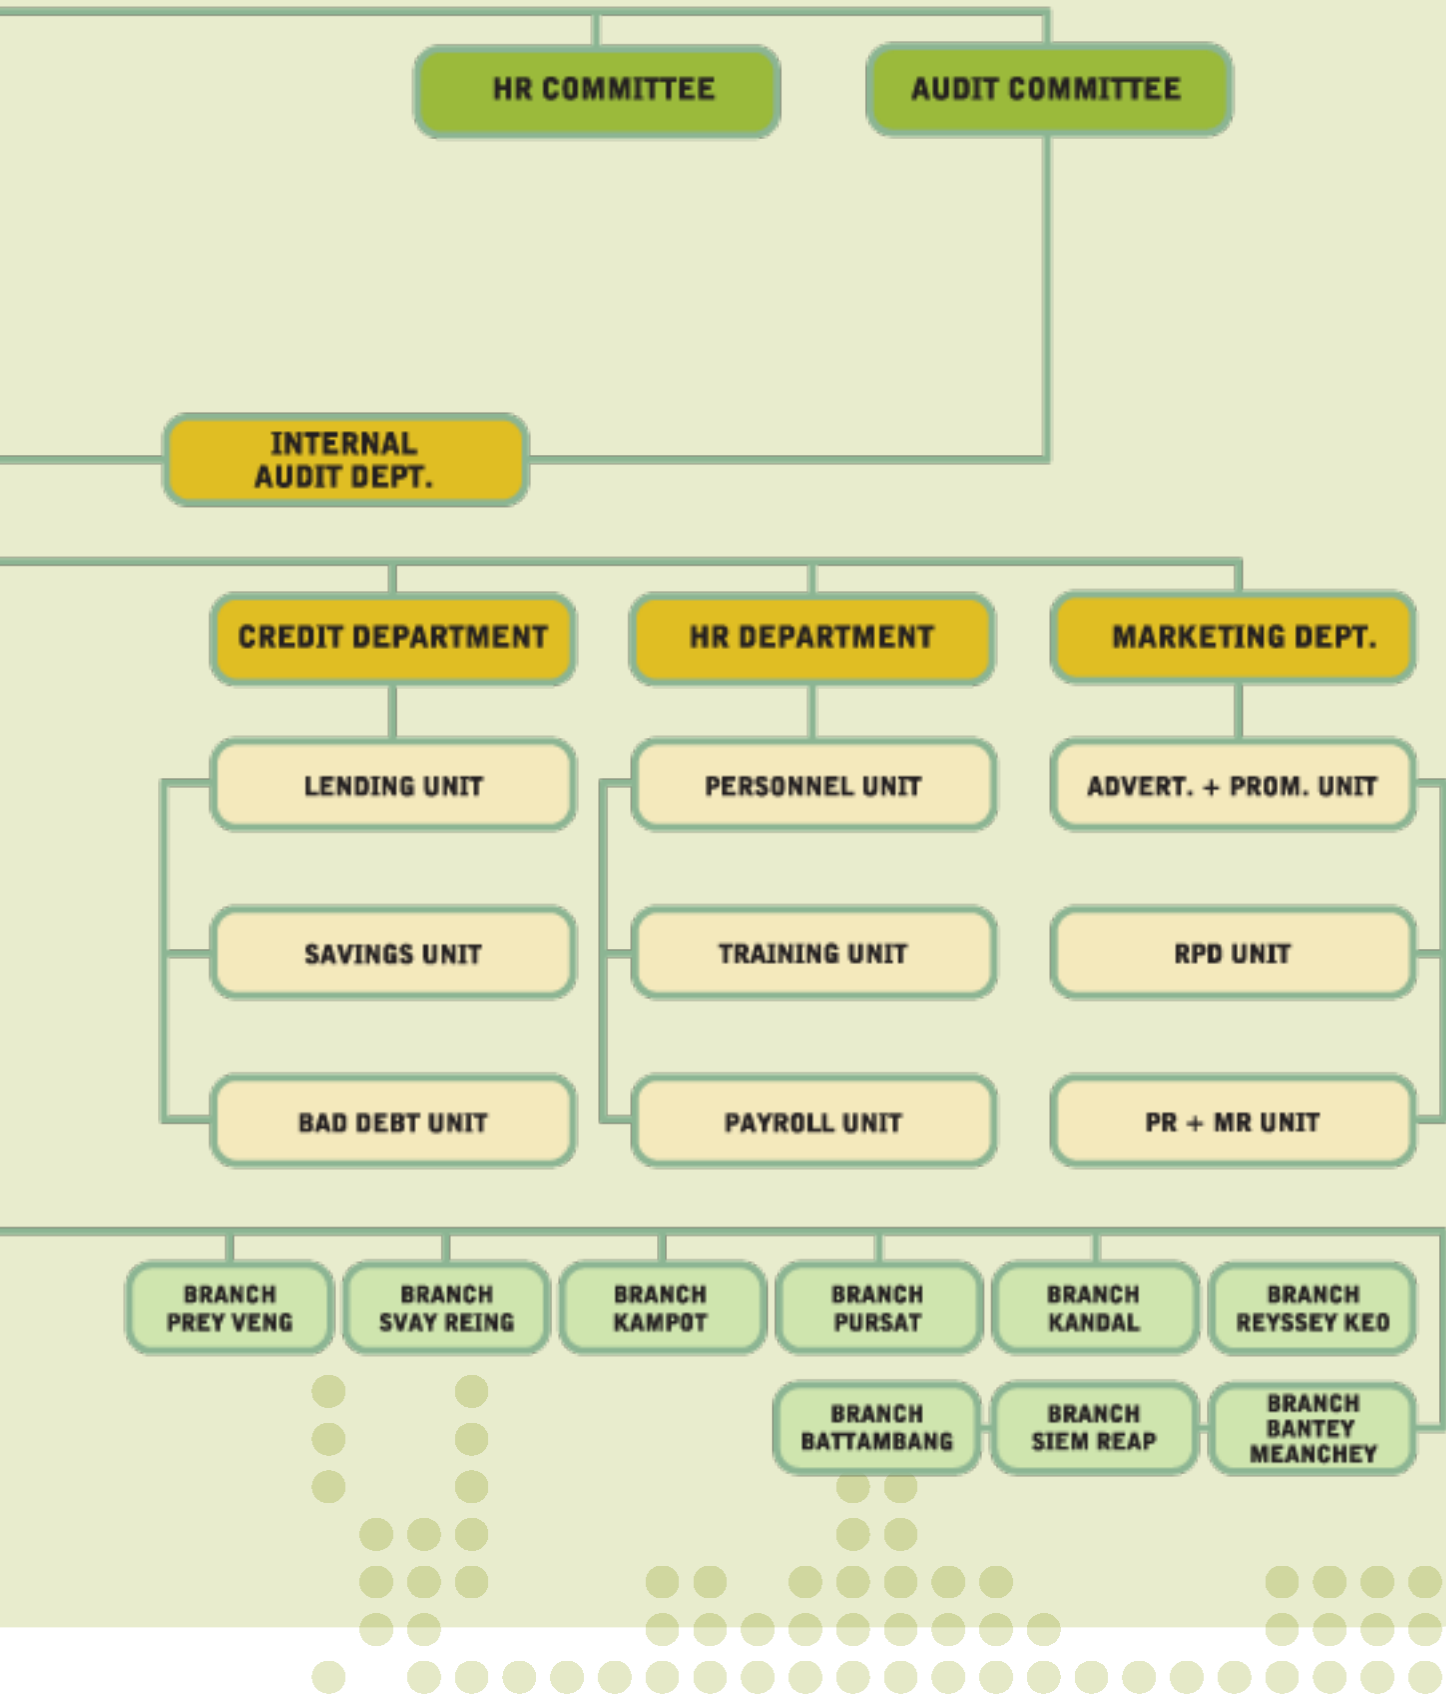 HR COMMITTEE
AUDIT COMMITTEE
INTERNAL
AUDIT DEPT.
CREDIT DEPARTMENT
HR DEPARTMENT
MARKETING DEPT.
LENDING UNIT
PERSONNEL UNIT
ADVERT. + PROM. UNIT
SAVINGS UNIT
TRAINING UNIT
RPD UNIT
BAD DEBT UNIT
PAYROLL UNIT
PR + MR UNIT
BRANCH
PREY VENG
BRANCH
SVAY REING
BRANCH
KAMPOT
BRANCH
PURSAT
BRANCH
KANDAL
BRANCH
REYSSEY KEO
BRANCH
BATTAMBANG
BRANCH
SIEM REAP
BRANCH
BANTEY
MEANCHEY